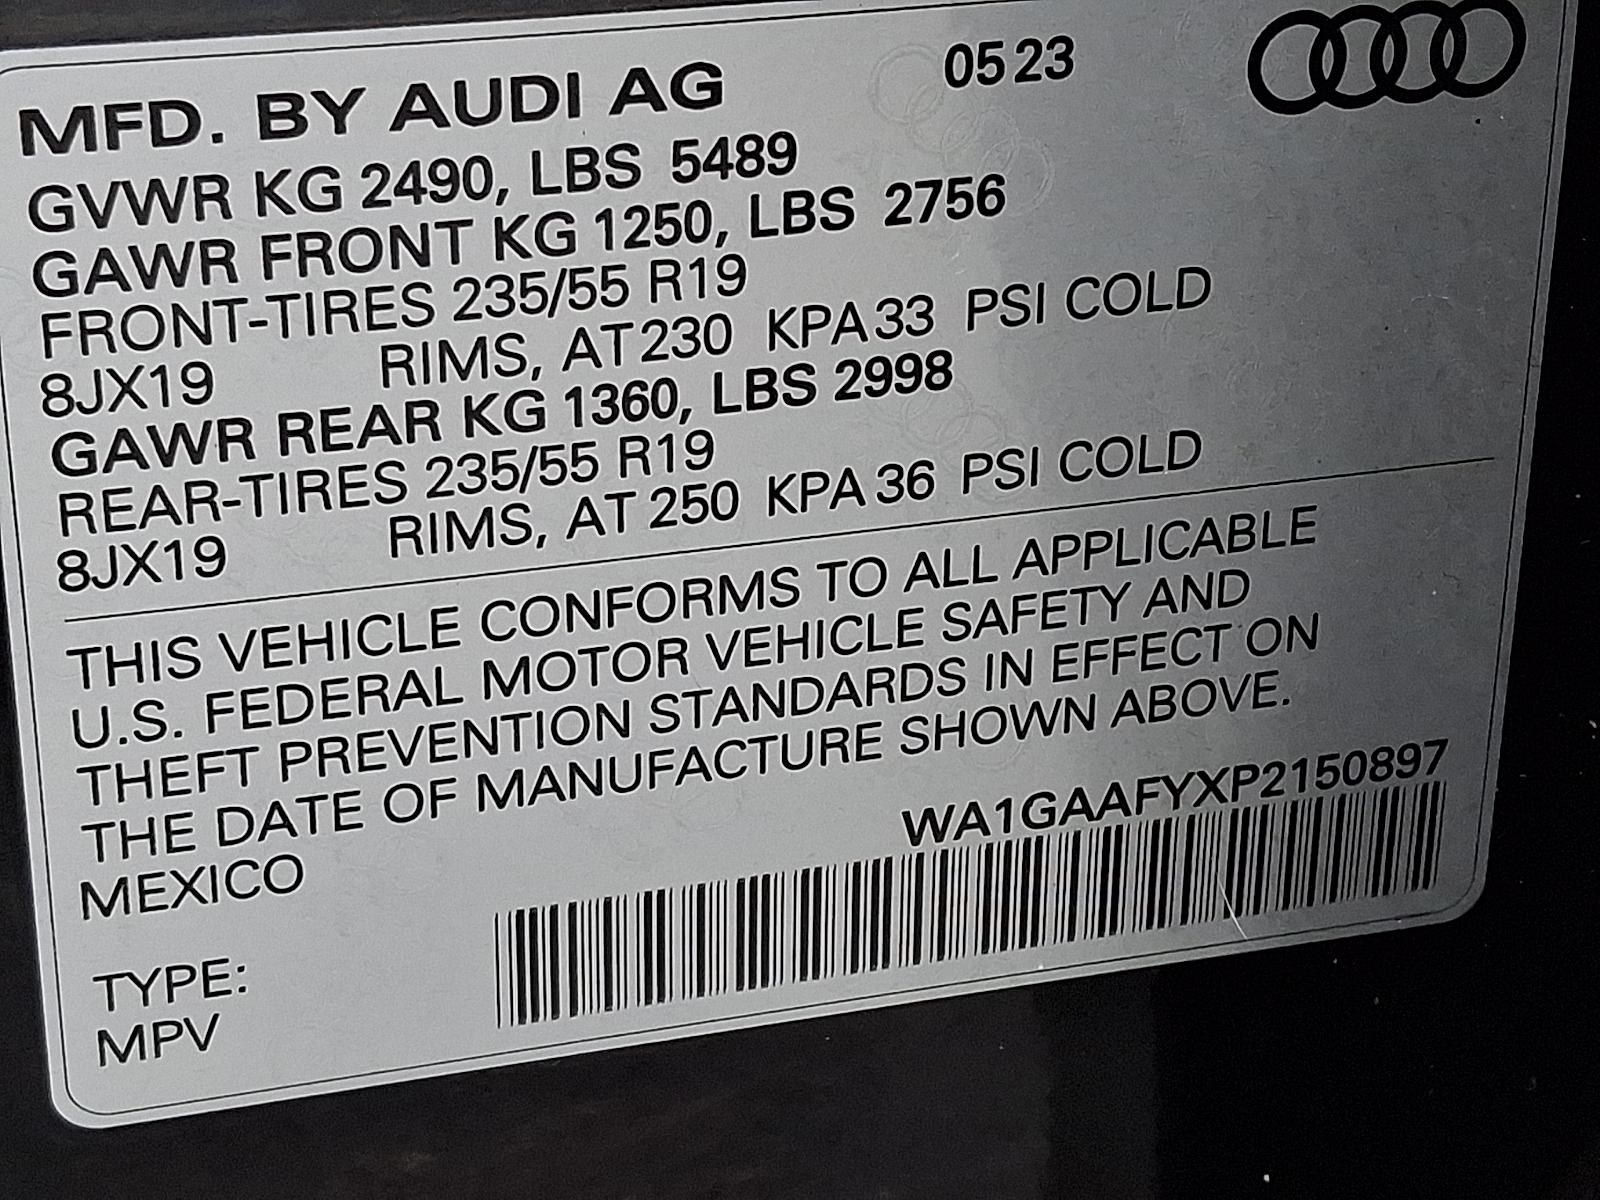 MFD. BY AUDI AG 0523
GVWR KG 2490, LBS 5489
GAWR FRONT KG 1250, LBS 2756
FRONT-TIRES 235/55 R19
8JX19 RIMS, AT 230 KPA 33 PSI COLD
GAWR REAR KG 1360, LBS 2998
REAR-TIRES 235/55 R19
8JX19 RIMS, AT 250 KPA 36 PSI COLD
THIS VEHICLE CONFORMS TO ALL APPLICABLE
U.S. FEDERAL MOTOR VEHICLE SAFETY AND
THEFT PREVENTION STANDARDS IN EFFECT ON
THE DATE OF MANUFACTURE SHOWN ABOVE.
MEXICO
WA1GAAFYXP2150897
TYPE:
MPV